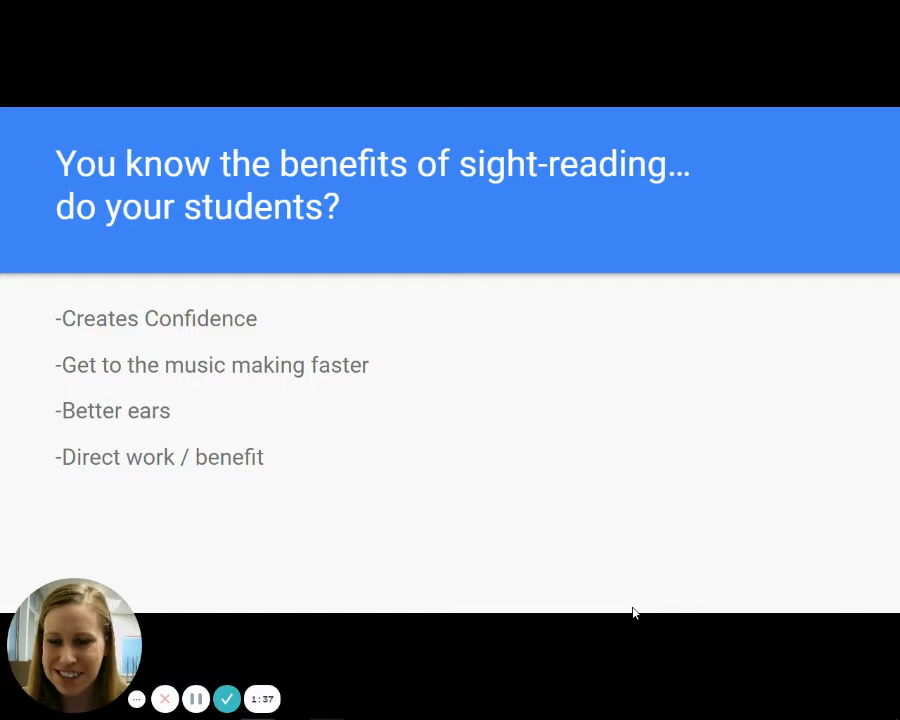 You know the benefits of sight-reading…
do your students?
-Creates Confidence
-Get to the music making faster
-Better ears
-Direct work / benefit
1:37